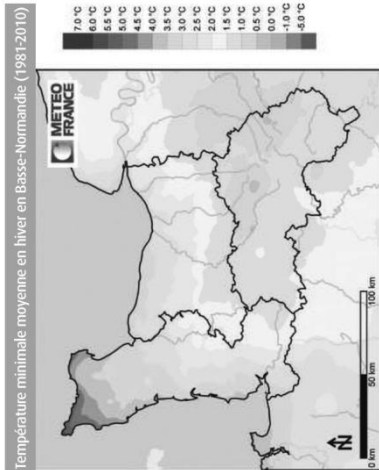 Température minimale moyenne en hiver en Basse-Normandie (1981-2010)
METEO
FRANCE
7.0 °C
6.0 °C
5.0 °C
4.5 °C
4.0 °C
3.5 °C
3.0 °C
2.5 °C
2.0 °C
1.5 °C
1.0 °C
0.5 °C
0.0 °C
-1.0 °C
-5.0 °C
N
0 km
50 km
100 km